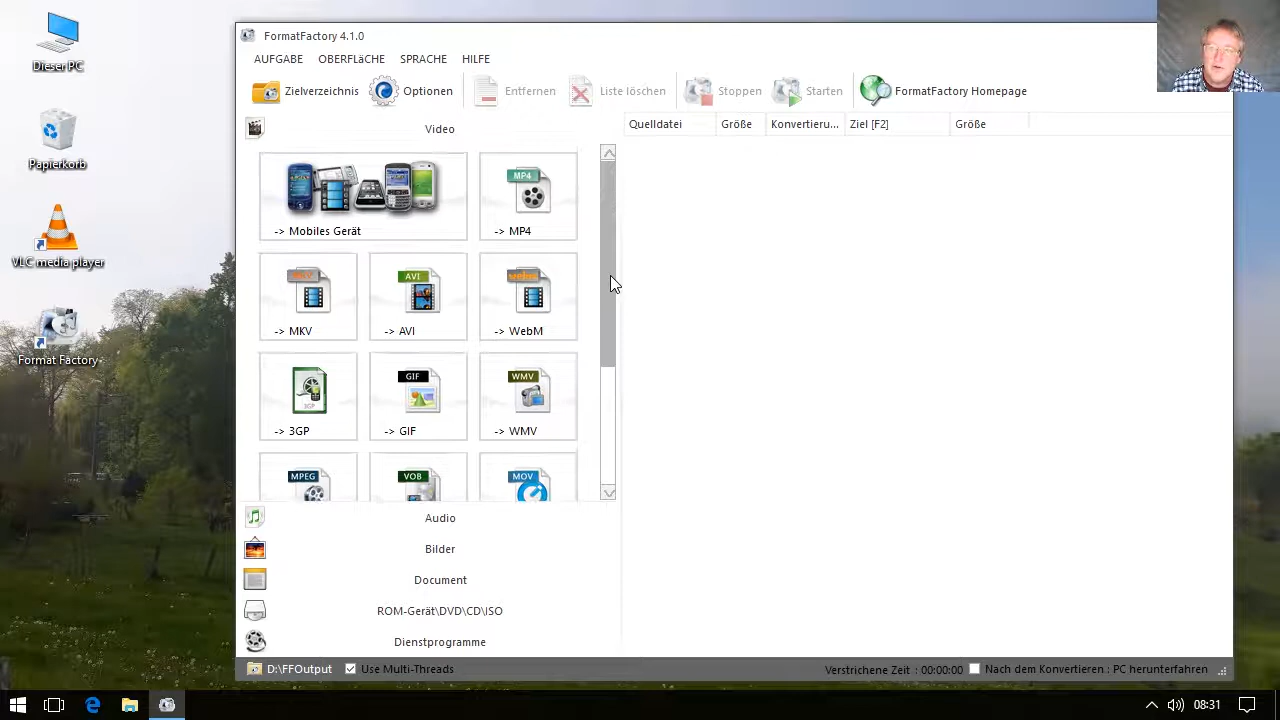 Dieser PC
Papierkorb
VLC media player
Format Factory
FormatFactory 4.1.0
AUFGABE OBERFLäCHE SPRACHE HILFE
Zielverzeichnis Optionen Entfernen Liste löschen Stoppen Starten FormatFactory Homepage
Video
Quelldatei Größe Konvertieru... Ziel [F2] Größe
MP4
-> Mobiles Gerät -> MP4
MKV AVI webm
-> MKV -> AVI -> WebM
3GP GIF WMV
-> 3GP -> GIF -> WMV
MPEG VOB MOV
Audio
Bilder
Document
ROM-Gerät\DVD\CD\ISO
Dienstprogramme
D:\FFOutput Use Multi-Threads Verstrichene Zeit : 00:00:00 Nach dem Konvertieren : PC herunterfahren
08:31